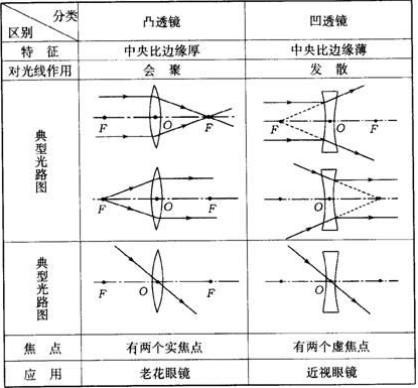 分类
区别
凸透镜
凹透镜
特 征
中央比边缘厚
中央比边缘薄
对光线作用
会 聚
发 散
典型光路图
F O F
F O F
F O F
O
典型光路图
F O F
O
焦 点
有两个实焦点
有两个虚焦点
应 用
老花眼镜
近视眼镜